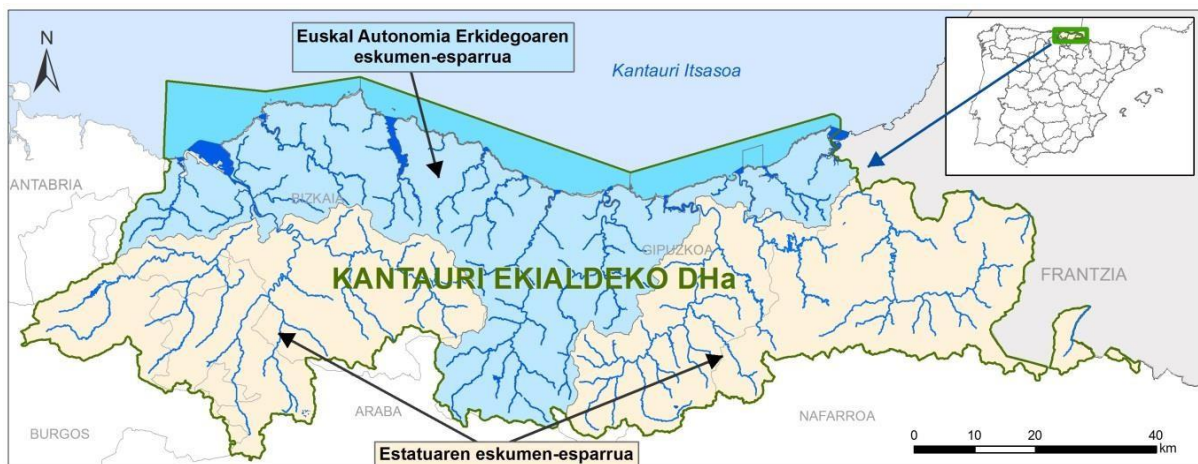 N
Euskal Autonomia Erkidegoaren
eskumen-esparrua
Kantauri Itsasoa
ANTABRIA
BIZKAIA
GIPUZKOA
KANTAURI EKIALDEKO DHa
FRANTZIA
ARABA
NAFARROA
BURGOS
Estatuaren eskumen-esparrua
0 10 20 40
km